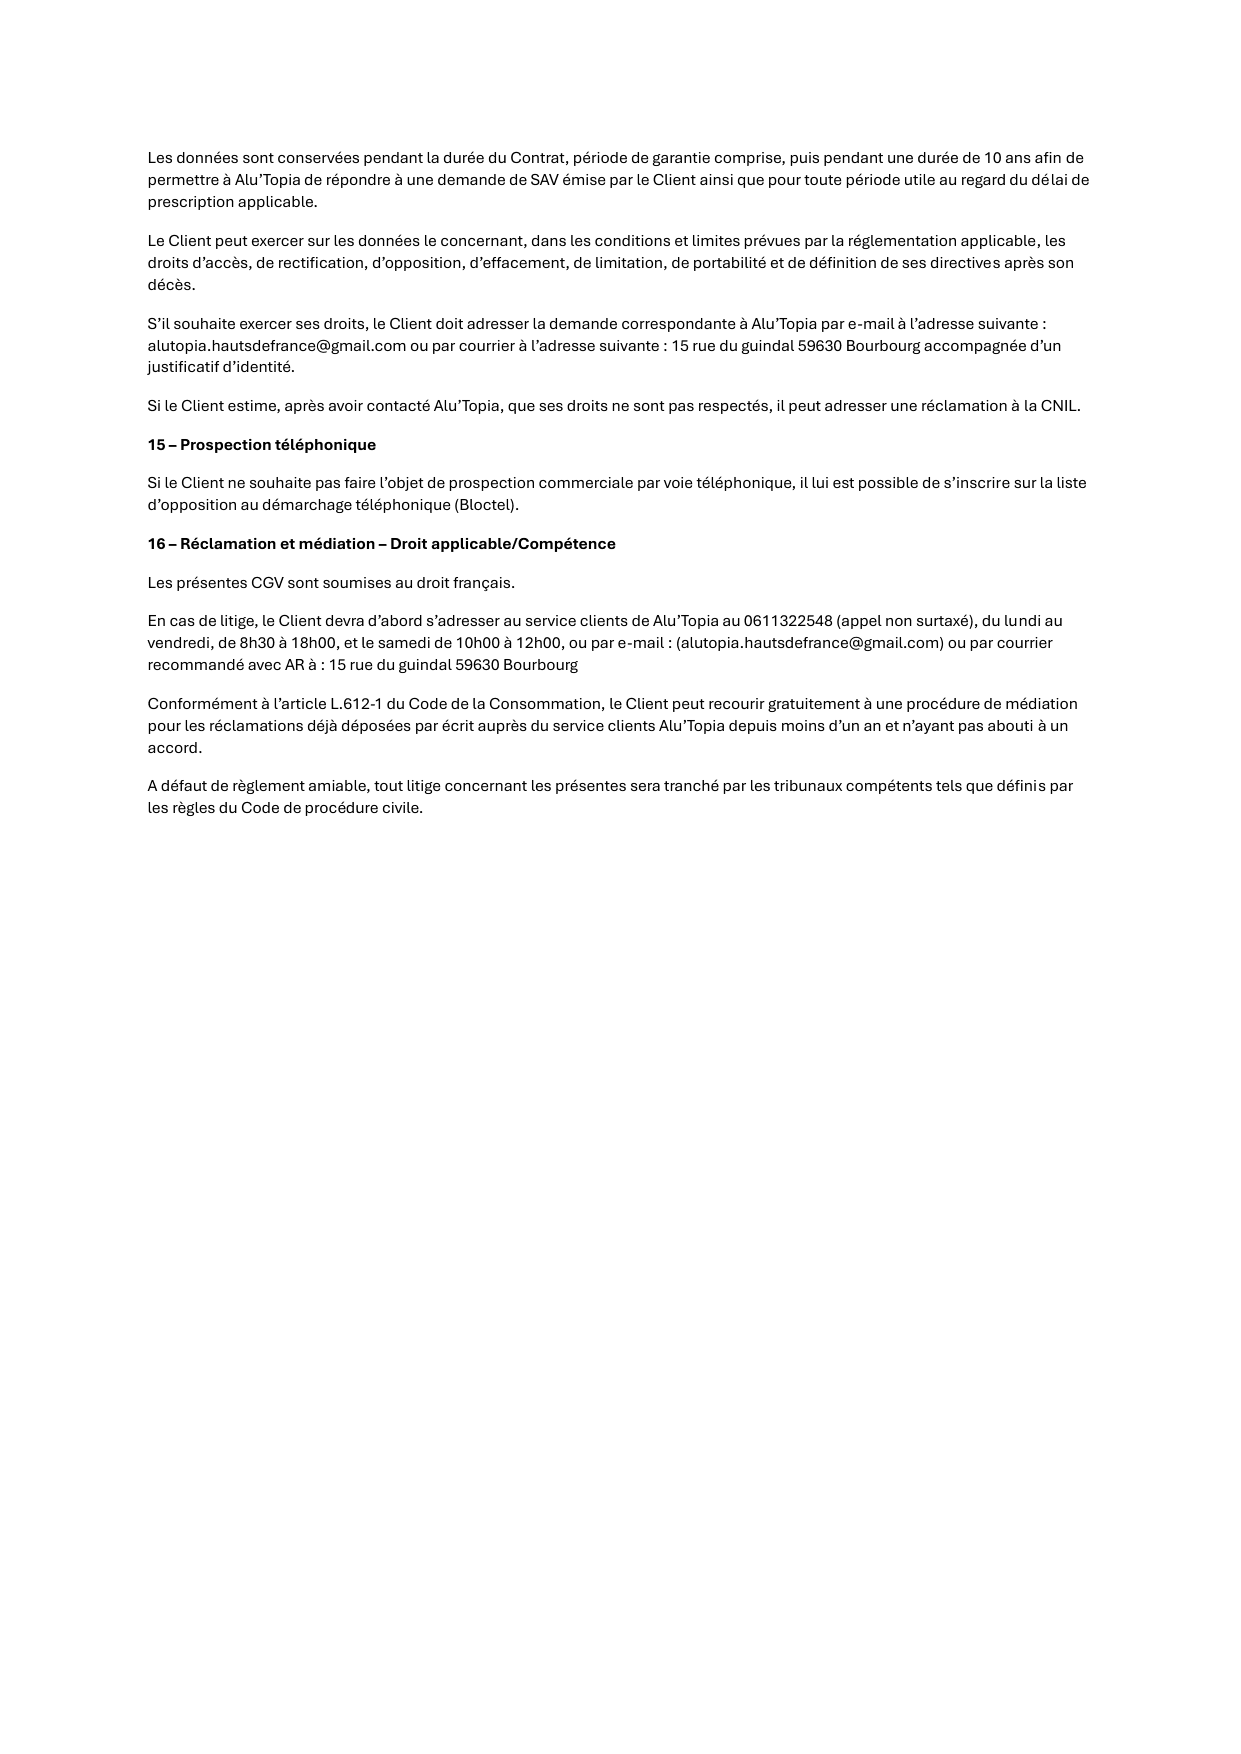 Les données sont conservées pendant la durée du Contrat, période de garantie comprise, puis pendant une durée de 10 ans afin de
permettre à Alu’Topia de répondre à une demande de SAV émise par le Client ainsi que pour toute période utile au regard du délai de
prescription applicable.
Le Client peut exercer sur les données le concernant, dans les conditions et limites prévues par la réglementation applicable, les
droits d’accès, de rectification, d’opposition, d’effacement, de limitation, de portabilité et de définition de ses directives après son
décès.
S’il souhaite exercer ses droits, le Client doit adresser la demande correspondante à Alu’Topia par e-mail à l’adresse suivante :
alutopia.hautsdefrance@gmail.com ou par courrier à l’adresse suivante : 15 rue du guindal 59630 Bourbourg accompagnée d’un
justificatif d’identité.
Si le Client estime, après avoir contacté Alu’Topia, que ses droits ne sont pas respectés, il peut adresser une réclamation à la CNIL.
15 – Prospection téléphonique
Si le Client ne souhaite pas faire l’objet de prospection commerciale par voie téléphonique, il lui est possible de s’inscrire sur la liste
d’opposition au démarchage téléphonique (Bloctel).
16 – Réclamation et médiation – Droit applicable/Compétence
Les présentes CGV sont soumises au droit français.
En cas de litige, le Client devra d’abord s’adresser au service clients de Alu’Topia au 0611322548 (appel non surtaxé), du lundi au
vendredi, de 8h30 à 18h00, et le samedi de 10h00 à 12h00, ou par e-mail : (alutopia.hautsdefrance@gmail.com) ou par courrier
recommandé avec AR à : 15 rue du guindal 59630 Bourbourg
Conformément à l’article L.612-1 du Code de la Consommation, le Client peut recourir gratuitement à une procédure de médiation
pour les réclamations déjà déposées par écrit auprès du service clients Alu’Topia depuis moins d’un an et n’ayant pas abouti à un
accord.
A défaut de règlement amiable, tout litige concernant les présentes sera tranché par les tribunaux compétents tels que définis par
les règles du Code de procédure civile.